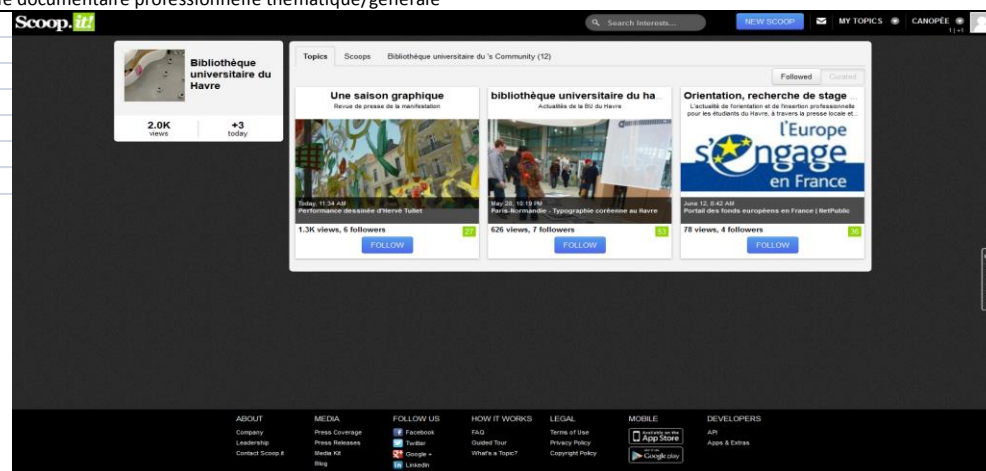 documentaire professionnelle thématique/générale
Scoop.it!
Search Interests...
NEW SCOOP
MY TOPICS
CANOPÉE
Bibliothèque
universitaire du
Havre
2.0K
views
+3
today
Topics
Scoops
Bibliothèque universitaire du 's Community (12)
Followed
Curated
Une saison graphique
Revue de presse de la manifestation
Today, 11:34 AM
Performance dessinée d'Hervé Tullet
1.3K views, 6 followers
27
FOLLOW
bibliothèque universitaire du ha...
Actualités de la BU du Havre
May 28, 10:19 PM
Paris-Normandie - Typographie coréenne au Havre
626 views, 7 followers
53
FOLLOW
Orientation, recherche de stage ...
L'actualité de l'orientation et de l'insertion professionnelle
pour les étudiants du Havre, à travers la presse locale et...
l'Europe
s'engage
en France
June 12, 8:42 AM
Portail des fonds européens en France | NetPublic
78 views, 4 followers
36
FOLLOW
ABOUT
Company
Leadership
Contact Scoop.it
MEDIA
Press Coverage
Press Releases
Media Kit
Blog
FOLLOW US
Facebook
Twitter
Google +
LinkedIn
HOW IT WORKS
FAQ
Guided Tour
What's a Topic?
LEGAL
Terms of Use
Privacy Policy
Copyright Policy
MOBILE
Available on the
App Store
Google play
DEVELOPERS
API
Apps & Extras